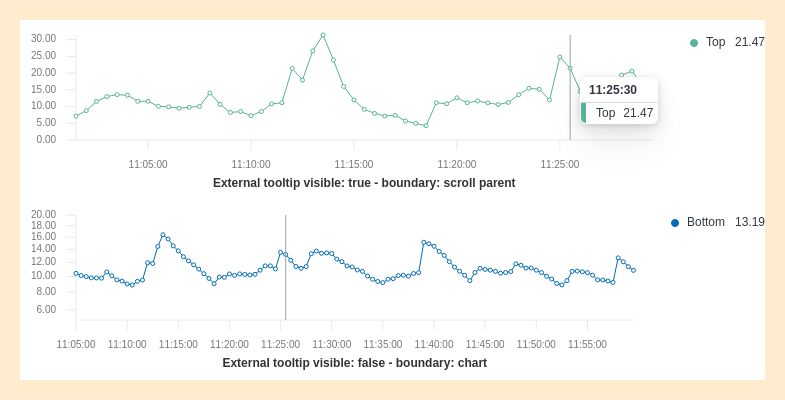 30.00
25.00
20.00
15.00
10.00
5.00
0.00
11:05:00 11:10:00 11:15:00 11:20:00 11:25:00
Top 21.47
11:25:30
Top 21.47
External tooltip visible: true - boundary: scroll parent
20.00
18.00
16.00
14.00
12.00
10.00
8.00
6.00
11:05:00 11:10:00 11:15:00 11:20:00 11:25:00 11:30:00 11:35:00 11:40:00 11:45:00 11:50:00 11:55:00
Bottom 13.19
External tooltip visible: false - boundary: chart